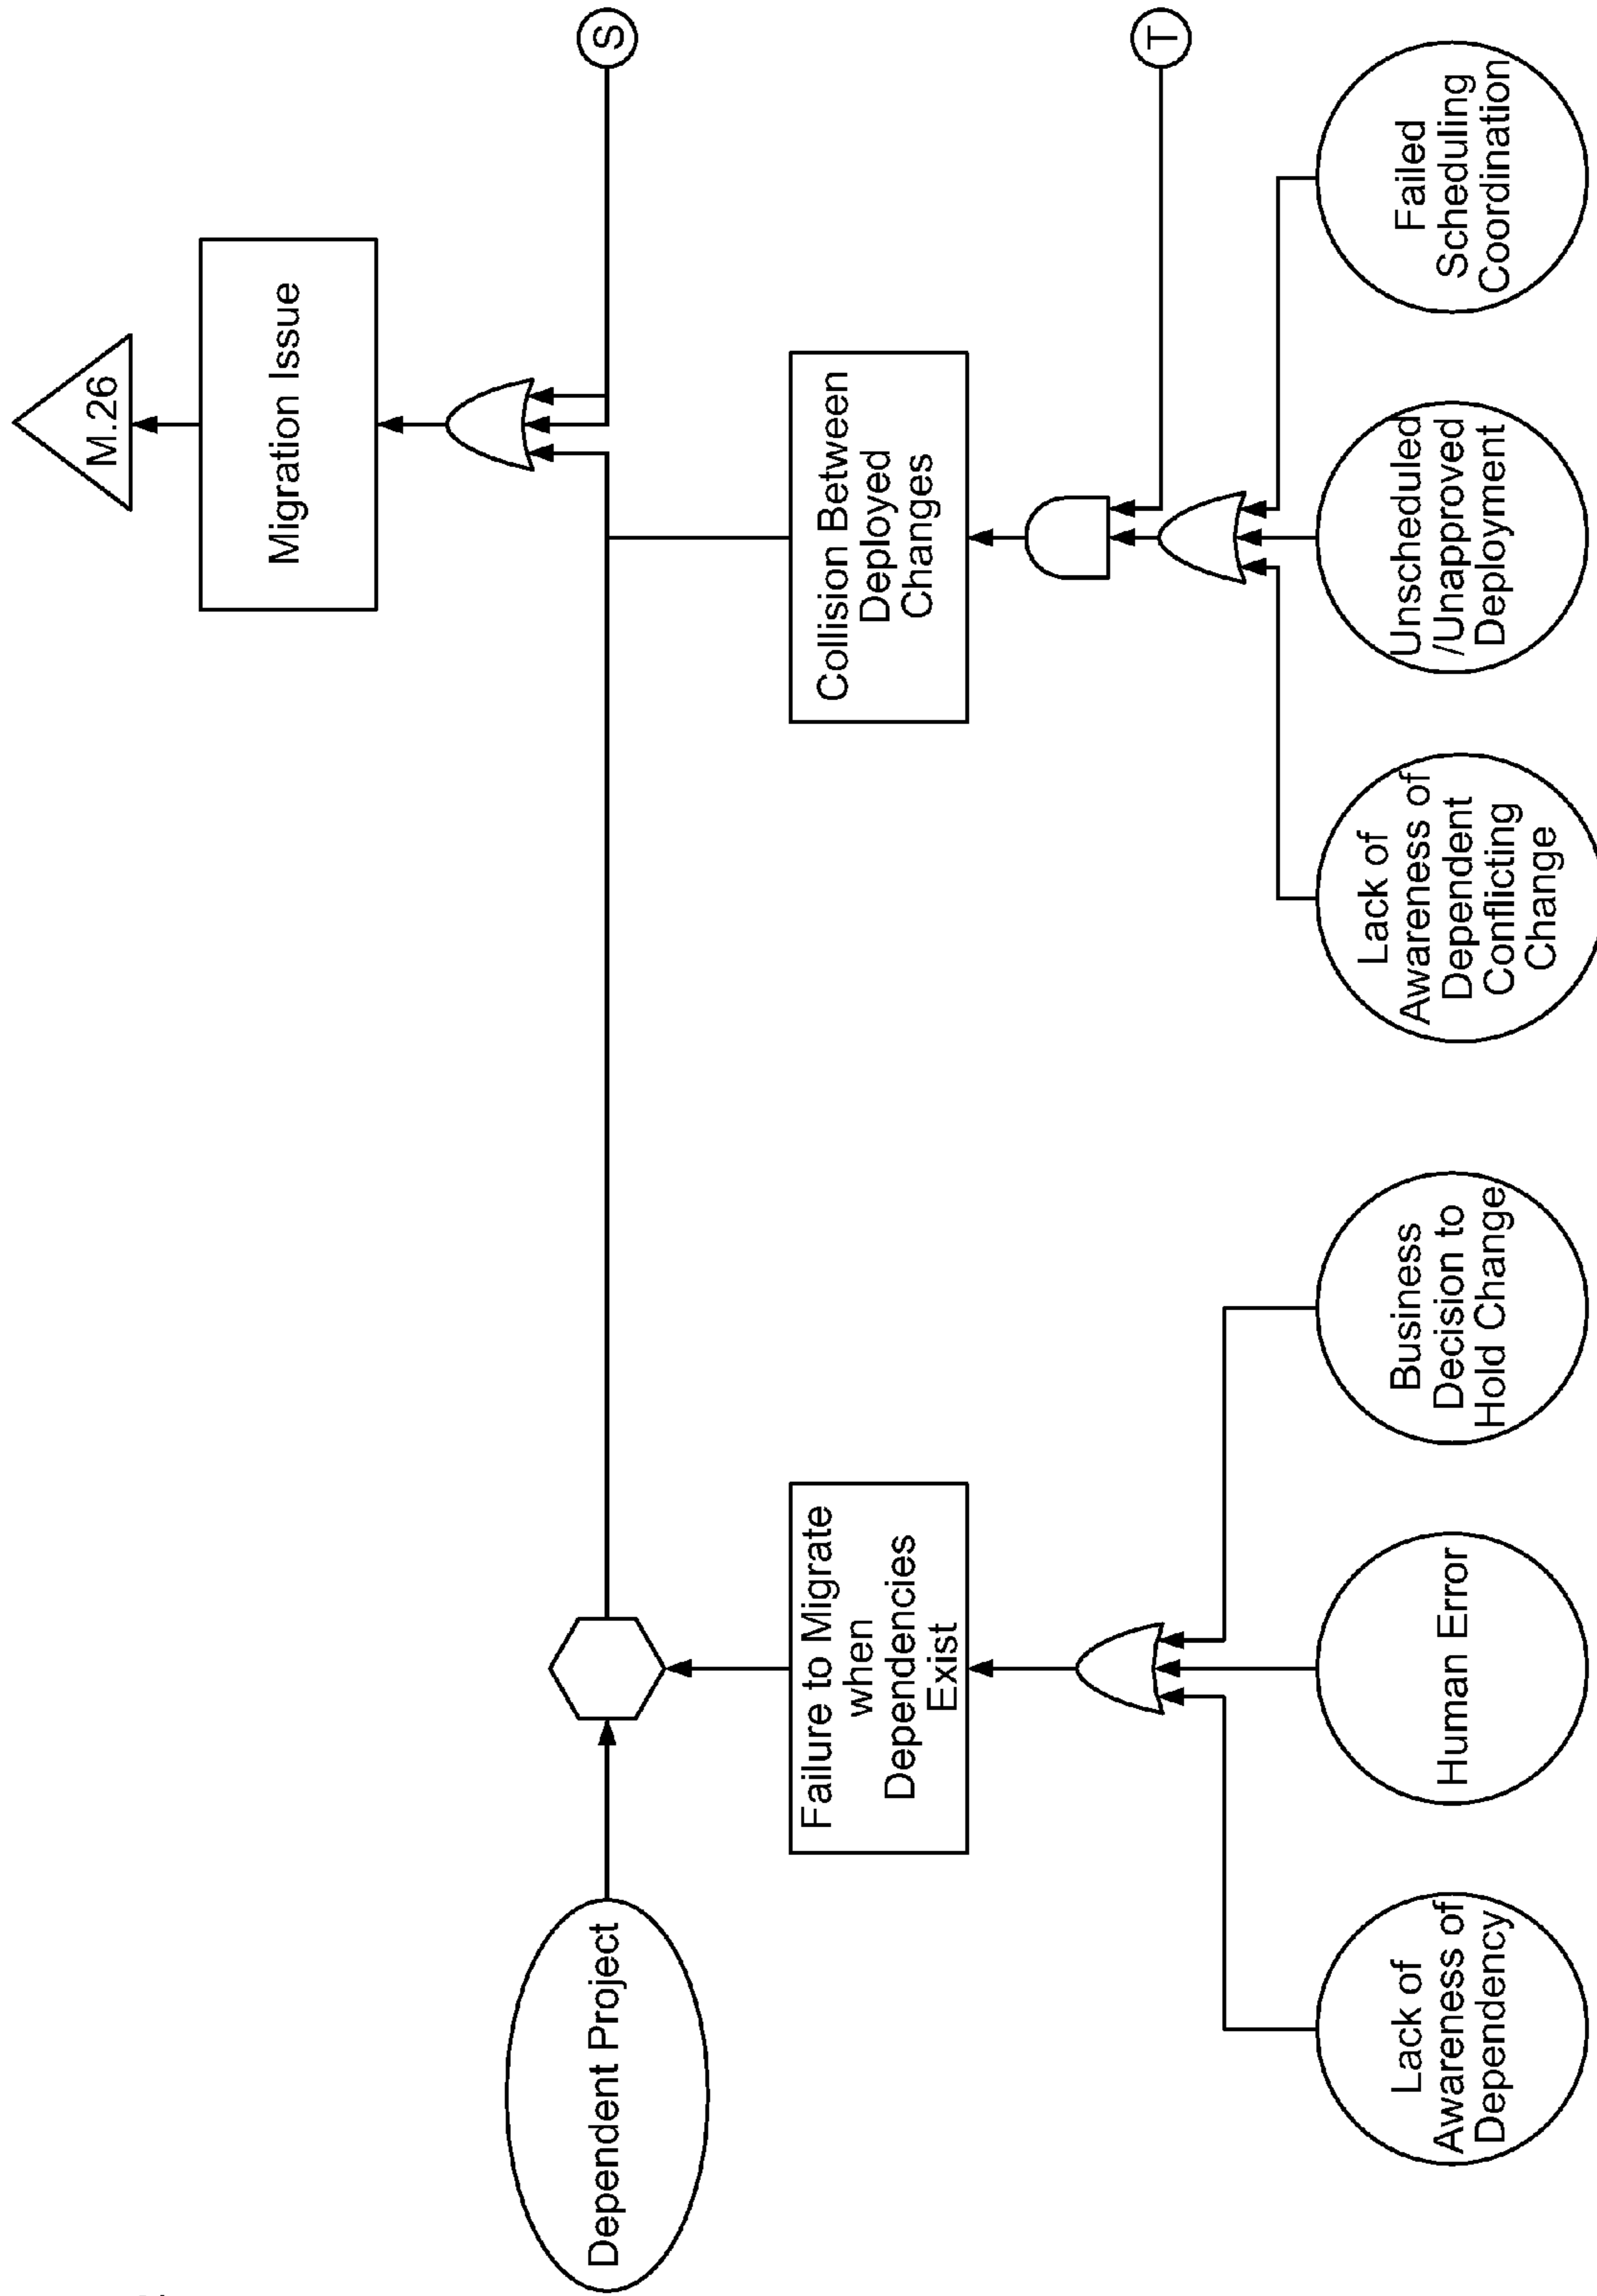 M.26
Migration Issue
S
Dependent Project
Failure to Migrate
when
Dependencies
Exist
Collision Between
Deployed
Changes
T
Lack of
Awareness of
Dependency
Human Error
Business
Decision to
Hold Change
Lack of
Awareness of
Dependent
Conflicting
Change
Unscheduled
/Unapproved
Deployment
Failed
Scheduling
Coordination